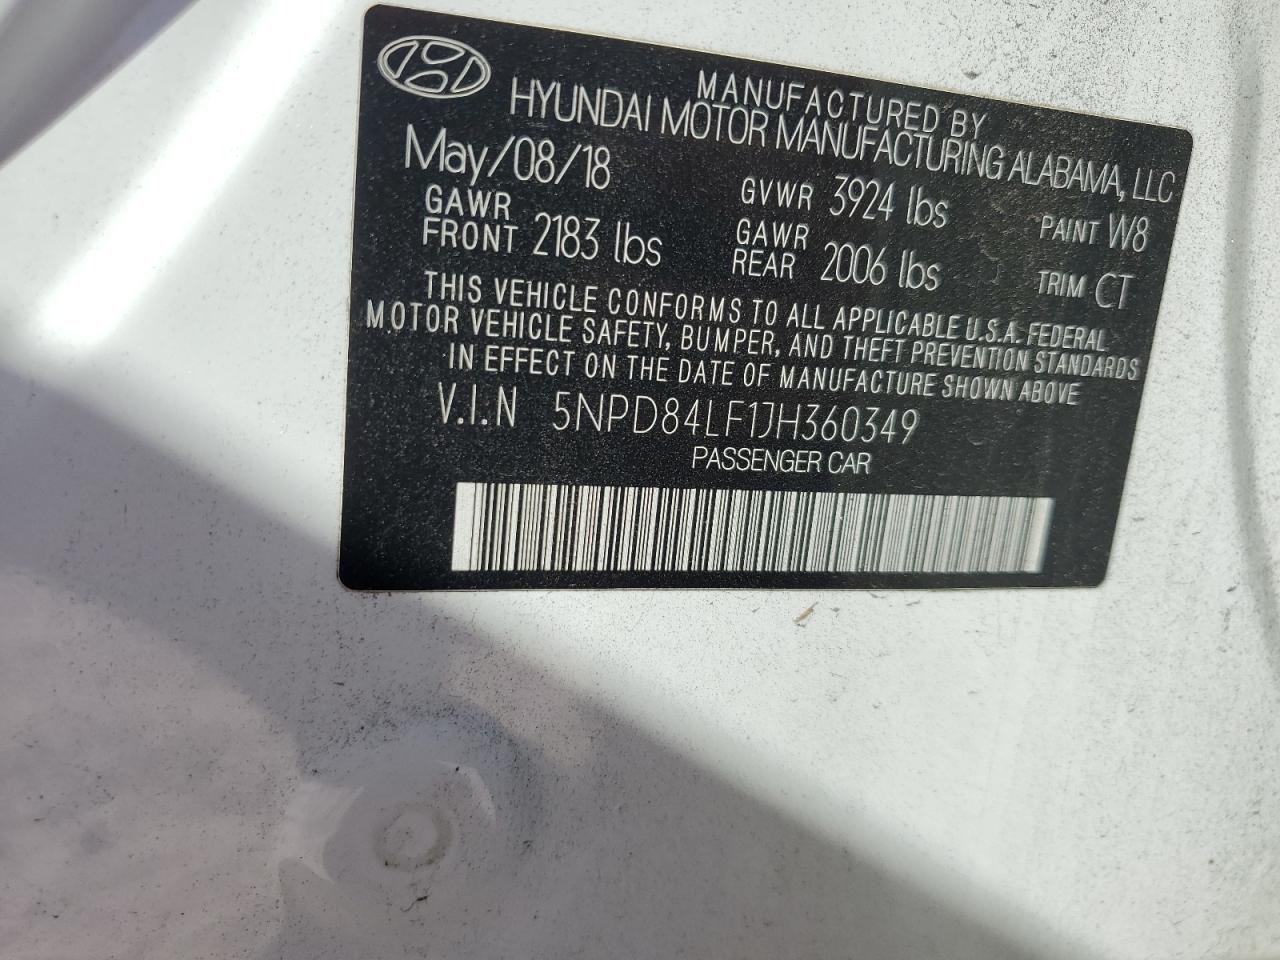 MANUFACTURED BY
HYUNDAI MOTOR MANUFACTURING ALABAMA, LLC
May/08/18 GVWR 3924 lbs PAINT W8
GAWR FRONT 2183 lbs GAWR REAR 2006 lbs TRIM CT
THIS VEHICLE CONFORMS TO ALL APPLICABLE U.S.A. FEDERAL
MOTOR VEHICLE SAFETY, BUMPER, AND THEFT PREVENTION STANDARDS
IN EFFECT ON THE DATE OF MANUFACTURE SHOWN ABOVE
V.I.N 5NPD84LF1JH360349
PASSENGER CAR